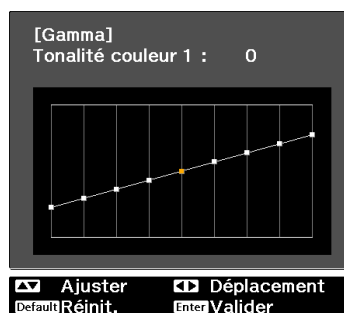 [Gamma]
Tonalité couleur 1 : 0
Ajuster Déplacement
Default Réinit. Enter Valider